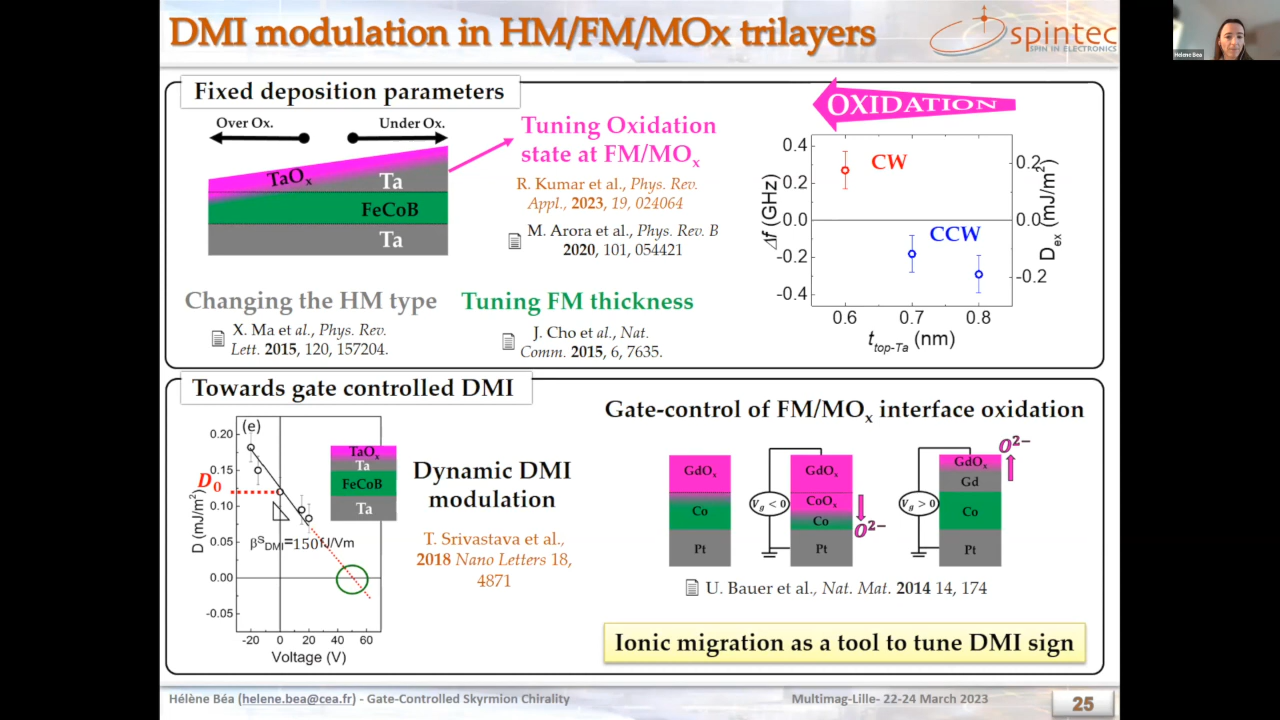 DMI modulation in HM/FM/MOx trilayers
spintec
SPIN IN ELECTRONICS
Hélène Béa
Fixed deposition parameters
Over Ox.
Under Ox.
TaOx
Ta
FeCoB
Ta
Tuning Oxidation
state at FM/MOx
R. Kumar et al., Phys. Rev.
Appl., 2023, 19, 024064
M. Arora et al., Phys. Rev. B
2020, 101, 054421
Changing the HM type
X. Ma et al., Phys. Rev.
Lett. 2015, 120, 157204.
Tuning FM thickness
J. Cho et al., Nat.
Comm. 2015, 6, 7635.
OXIDATION
CW
CCW
0.4
0.2
0.0
-0.2
-0.4
Δf (GHz)
0.2
0.0
-0.2
Dex (mJ/m²)
0.6 0.7 0.8
ttop-Ta (nm)
Towards gate controlled DMI
(e)
0.20
0.15
0.10
0.05
0.00
-0.05
D (mJ/m²)
D0
βSDMI=150fJ/Vm
-20 0 20 40 60
Voltage (V)
TaOx
Ta
FeCoB
Ta
Dynamic DMI
modulation
T. Srivastava et al.,
2018 Nano Letters 18,
4871
Gate-control of FM/MOx interface oxidation
GdOx
Co
Pt
Vg < 0
GdOx
CoOx
Co
Pt
O2−
Vg > 0
GdOx
Gd
Co
Pt
O2−
U. Bauer et al., Nat. Mat. 2014 14, 174
Ionic migration as a tool to tune DMI sign
Hélène Béa (helene.bea@cea.fr) - Gate-Controlled Skyrmion Chirality
Multimag-Lille- 22-24 March 2023
25